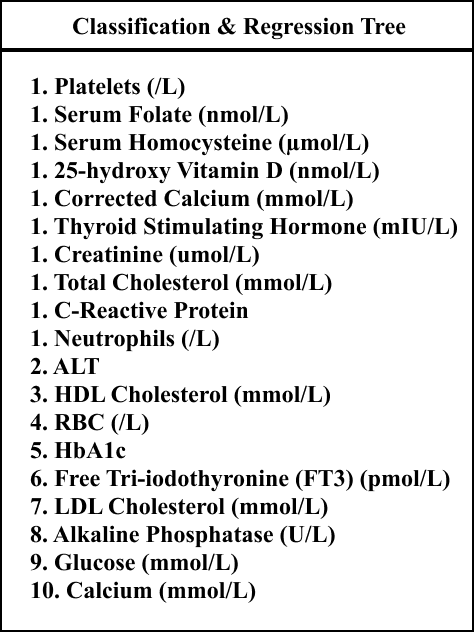 Classification & Regression Tree
1. Platelets (/L)
1. Serum Folate (nmol/L)
1. Serum Homocysteine (µmol/L)
1. 25-hydroxy Vitamin D (nmol/L)
1. Corrected Calcium (mmol/L)
1. Thyroid Stimulating Hormone (mIU/L)
1. Creatinine (umol/L)
1. Total Cholesterol (mmol/L)
1. C-Reactive Protein
1. Neutrophils (/L)
2. ALT
3. HDL Cholesterol (mmol/L)
4. RBC (/L)
5. HbA1c
6. Free Tri-iodothyronine (FT3) (pmol/L)
7. LDL Cholesterol (mmol/L)
8. Alkaline Phosphatase (U/L)
9. Glucose (mmol/L)
10. Calcium (mmol/L)